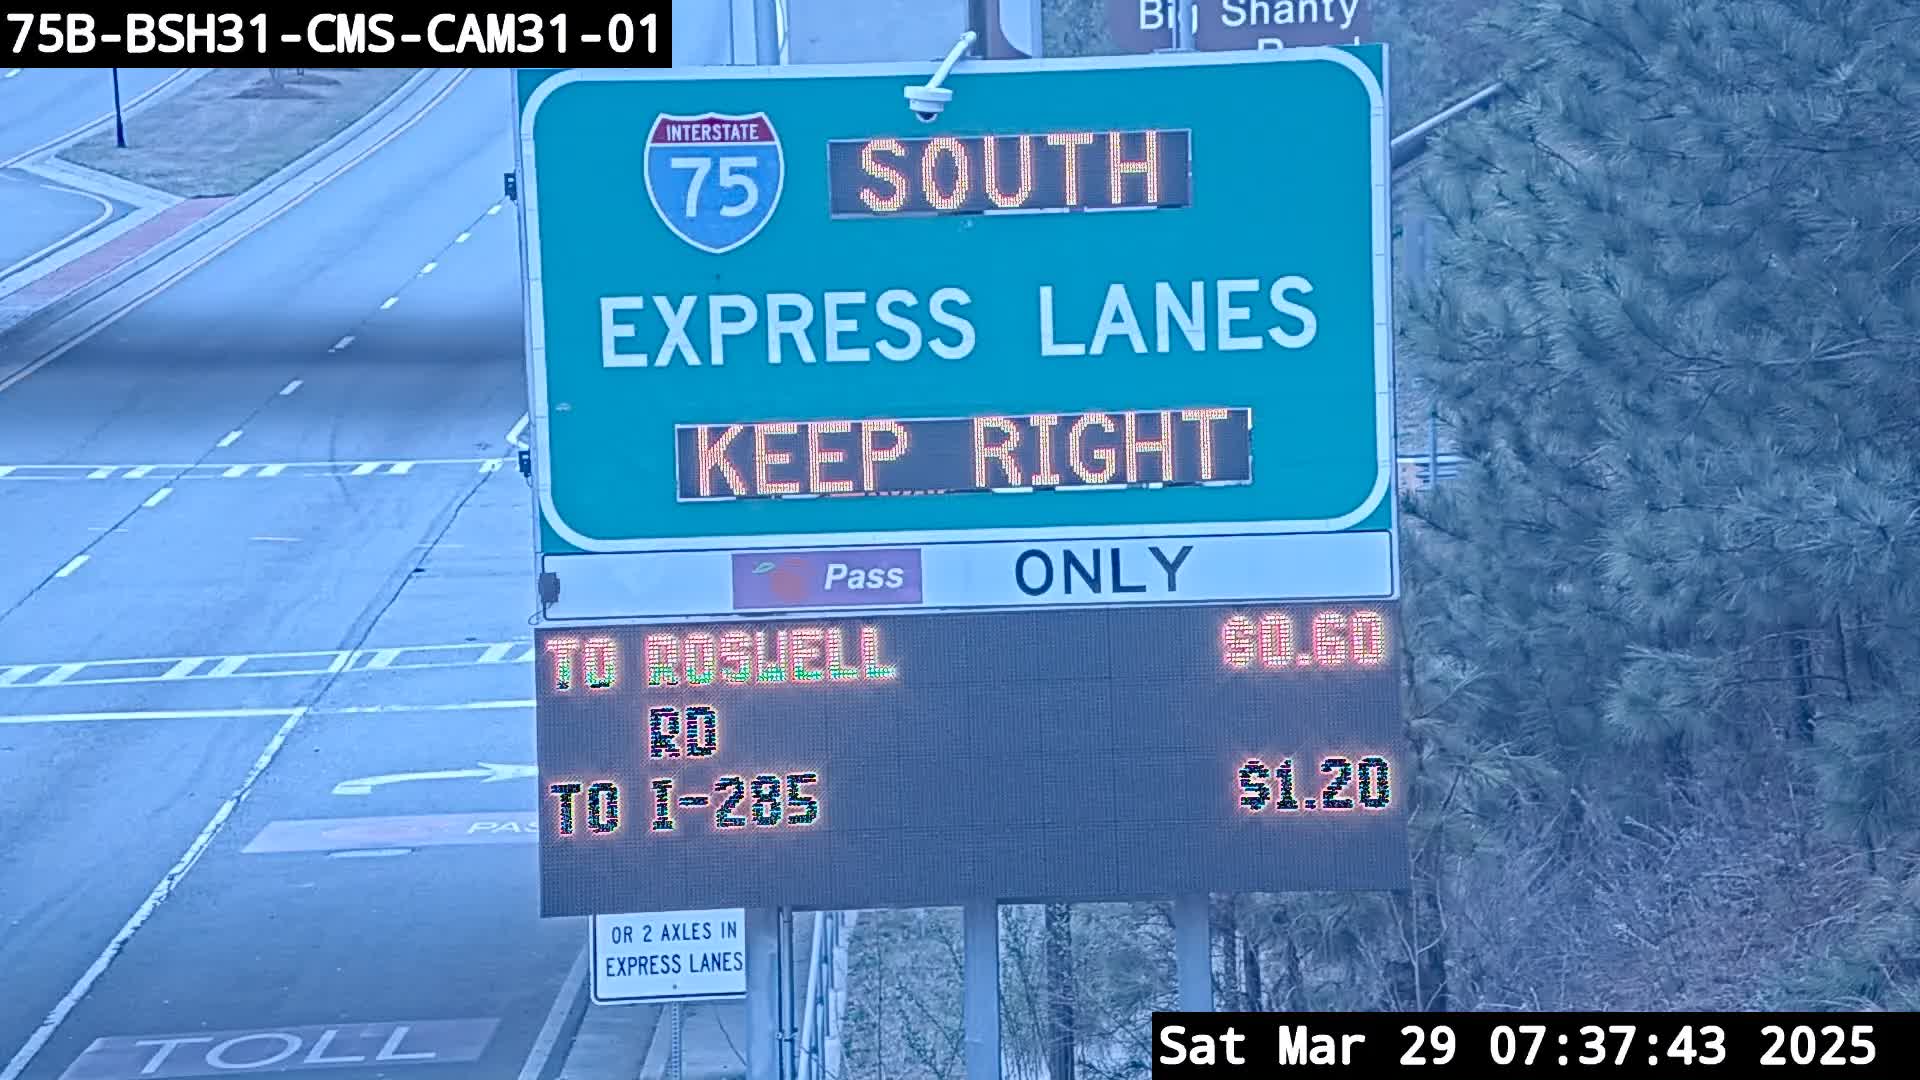 75B-BSH31-CMS-CAM31-01
Big Shanty
INTERSTATE
75
SOUTH
EXPRESS LANES
KEEP RIGHT
Pass ONLY
TO ROSWELL $0.60
RD
TO I-285 $1.20
OR 2 AXLES IN
EXPRESS LANES
TOLL
Sat Mar 29 07:37:43 2025